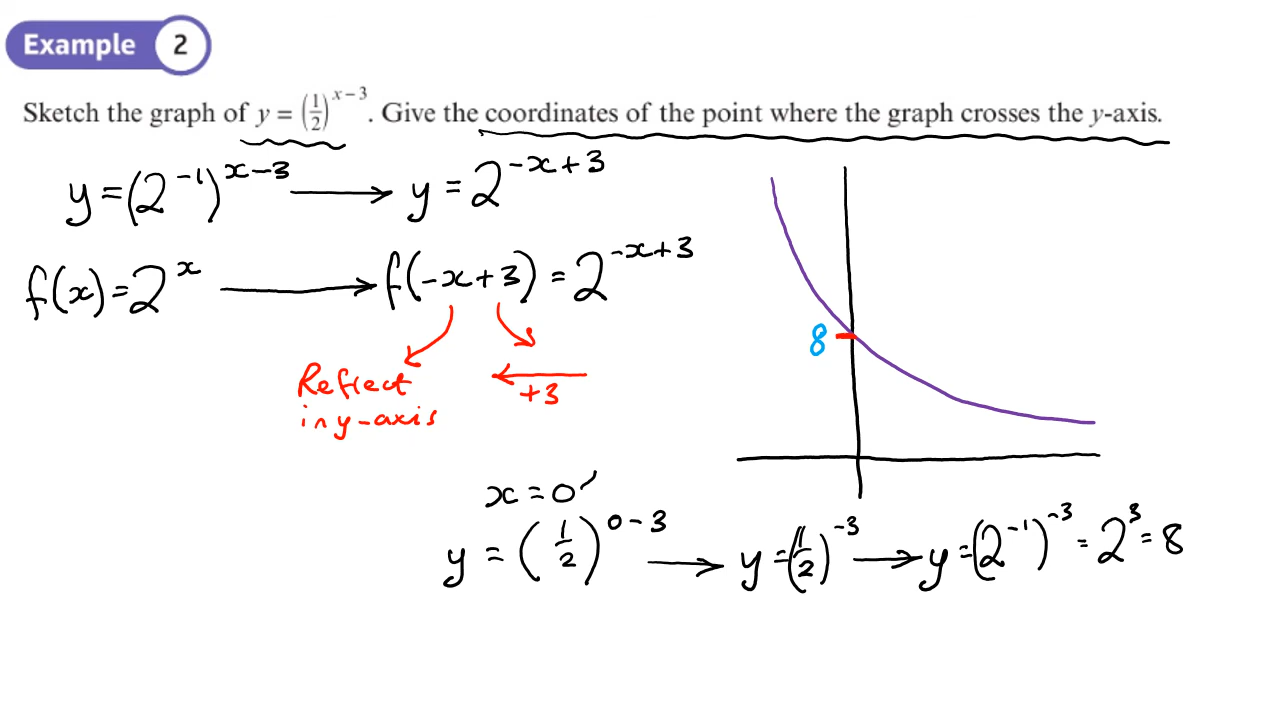 Example 2
Sketch the graph of y = (1/2)^(x−3). Give the coordinates of the point where the graph crosses the y-axis.
y = (2^(−1))^(x−3) → y = 2^(−x+3)
f(x) = 2^x → f(−x+3) = 2^(−x+3)
Reflect
in y-axis
+3
8
x = 0
y = (1/2)^(0−3) → y = (1/2)^(−3) → y = (2^(−1))^(−3) = 2^3 = 8